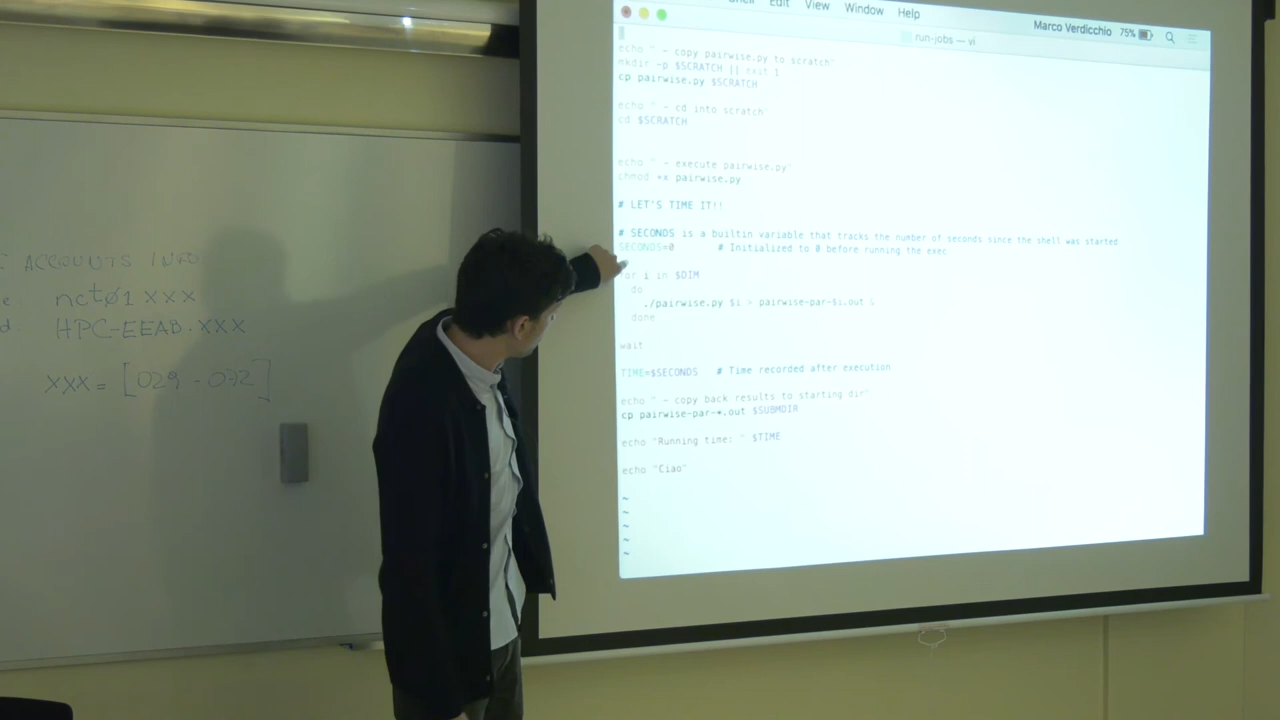 Edit View Window Help Marco Verdicchio 75%
run-jobs — vi
echo " - copy pairwise.py to scratch"
mkdir -p $SCRATCH || exit 1
cp pairwise.py $SCRATCH
echo " - cd into scratch"
cd $SCRATCH
echo " - execute pairwise.py"
chmod +x pairwise.py
# LET'S TIME IT!!
# SECONDS is a builtin variable that tracks the number of seconds since the shell was started
SECONDS=0 # Initialized to 0 before running the exec
for i in $DIM
do
./pairwise.py $i > pairwise-par-$i.out &
done
wait
TIME=$SECONDS # Time recorded after execution
echo " - copy back results to starting dir"
cp pairwise-par-*.out $SUBMDIR
echo "Running time: " $TIME
echo "Ciao"
~
~
~
~
~
ACCOUNTS INFO
nct01XXX
HPC-EEAB.XXX
XXX = [029 - 072]